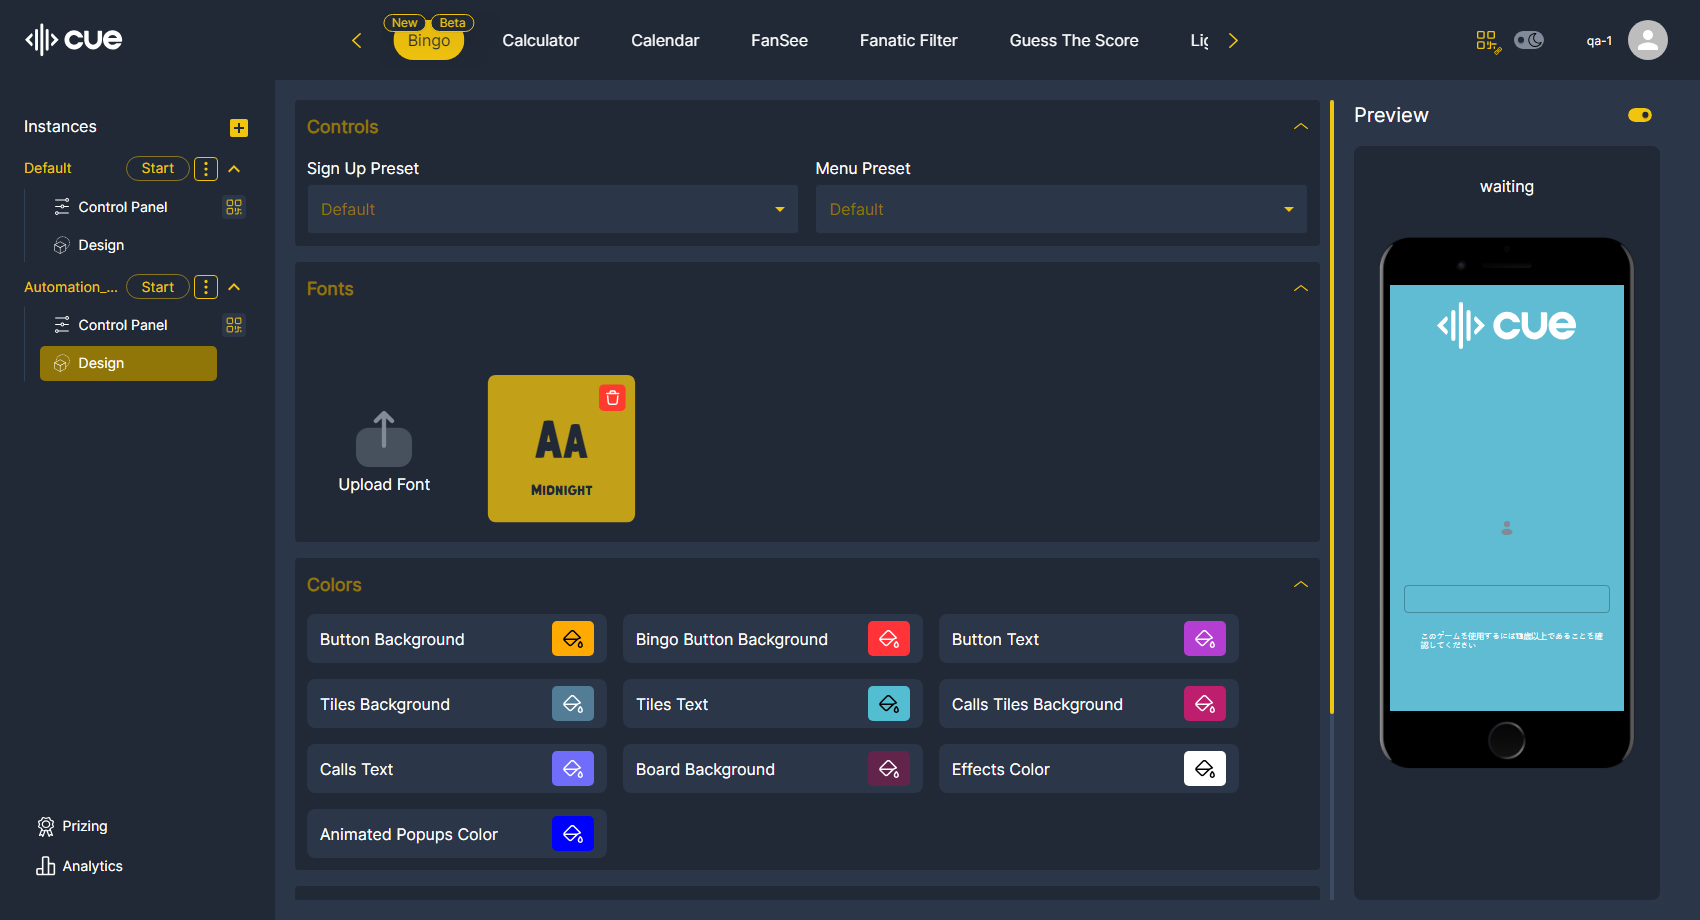 cue
New
Beta
Bingo
Calculator
Calendar
FanSee
Fanatic Filter
Guess The Score
Lig
qa-1
Instances
Default
Start
Control Panel
Design
Automation_...
Start
Control Panel
Design
Prizing
Analytics
Controls
Sign Up Preset
Menu Preset
Default
Default
Fonts
Upload Font
AA
MIDNIGHT
Colors
Button Background
Bingo Button Background
Button Text
Tiles Background
Tiles Text
Calls Tiles Background
Calls Text
Board Background
Effects Color
Animated Popups Color
Preview
waiting
cue
このゲームを使用するには13歳以上であることを確
認してください